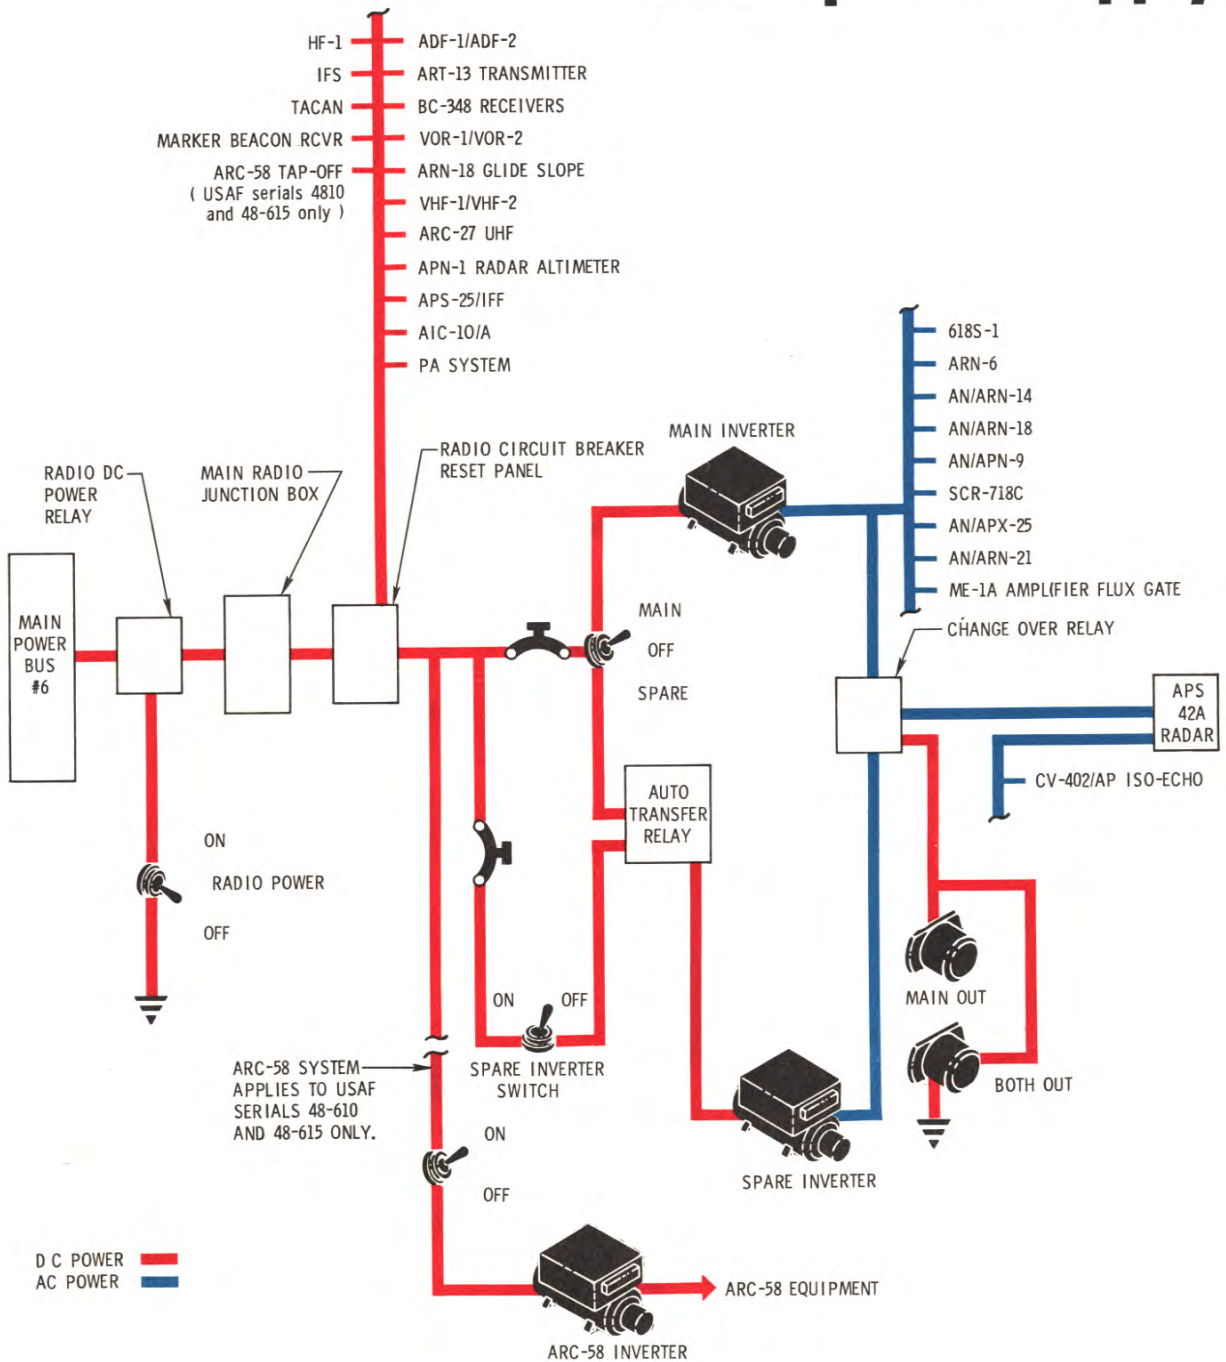 HF-1
IFS
TACAN
MARKER BEACON RCVR
ARC-58 TAP-OFF
( USAF serials 4810
and 48-615 only )
ADF-1/ADF-2
ART-13 TRANSMITTER
BC-348 RECEIVERS
VOR-1/VOR-2
ARN-18 GLIDE SLOPE
VHF-1/VHF-2
ARC-27 UHF
APN-1 RADAR ALTIMETER
APS-25/IFF
AIC-10/A
PA SYSTEM
618S-1
ARN-6
AN/ARN-14
AN/ARN-18
AN/APN-9
SCR-718C
AN/APX-25
AN/ARN-21
ME-1A AMPLIFIER FLUX GATE
MAIN INVERTER
RADIO CIRCUIT BREAKER
RESET PANEL
RADIO DC
POWER
RELAY
MAIN RADIO
JUNCTION BOX
MAIN
POWER
BUS
#6
MAIN
OFF
SPARE
CHANGE OVER RELAY
APS
42A
RADAR
CV-402/AP ISO-ECHO
AUTO
TRANSFER
RELAY
ON
RADIO POWER
OFF
ON
OFF
SPARE INVERTER
SWITCH
MAIN OUT
BOTH OUT
ARC-58 SYSTEM
APPLIES TO USAF
SERIALS 48-610
AND 48-615 ONLY.
ON
OFF
SPARE INVERTER
D C POWER
AC POWER
ARC-58 EQUIPMENT
ARC-58 INVERTER